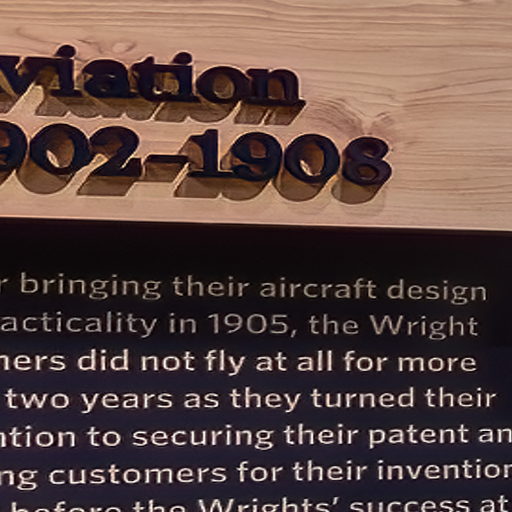 viation
902-1908
r bringing their aircraft design
acticality in 1905, the Wright
hers did not fly at all for more
two years as they turned their
ntion to securing their patent an
ng customers for their invention
before the Wrights' success at